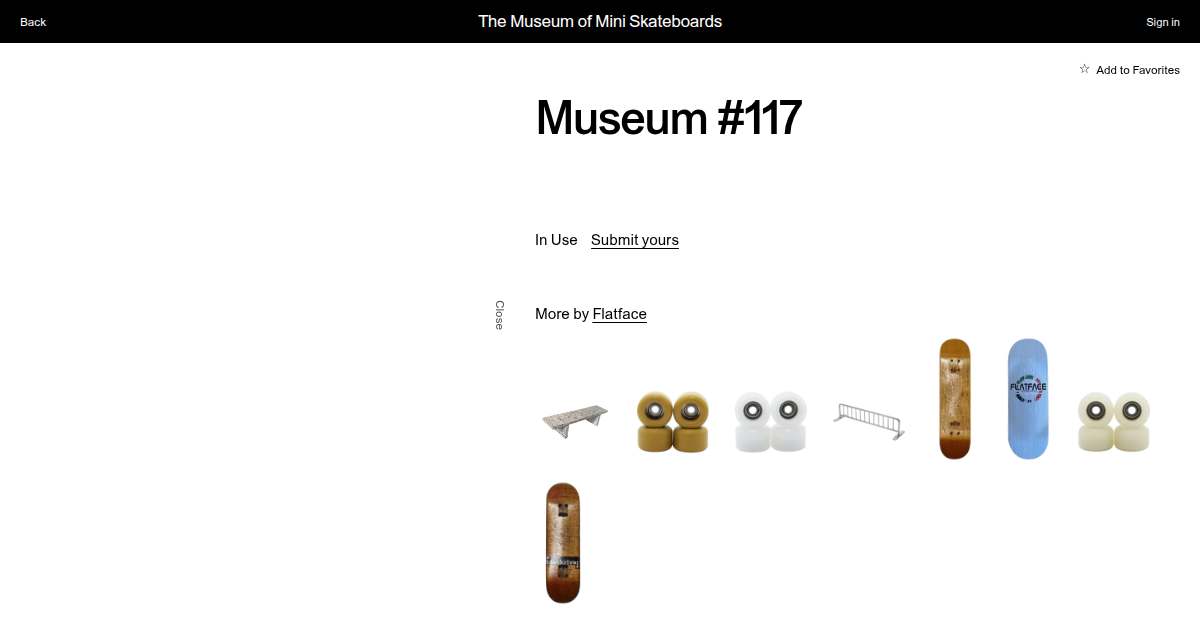 Back
The Museum of Mini Skateboards
Sign in
☆ Add to Favorites
Museum #117
In Use Submit yours
Close
More by Flatface
FLATFACE